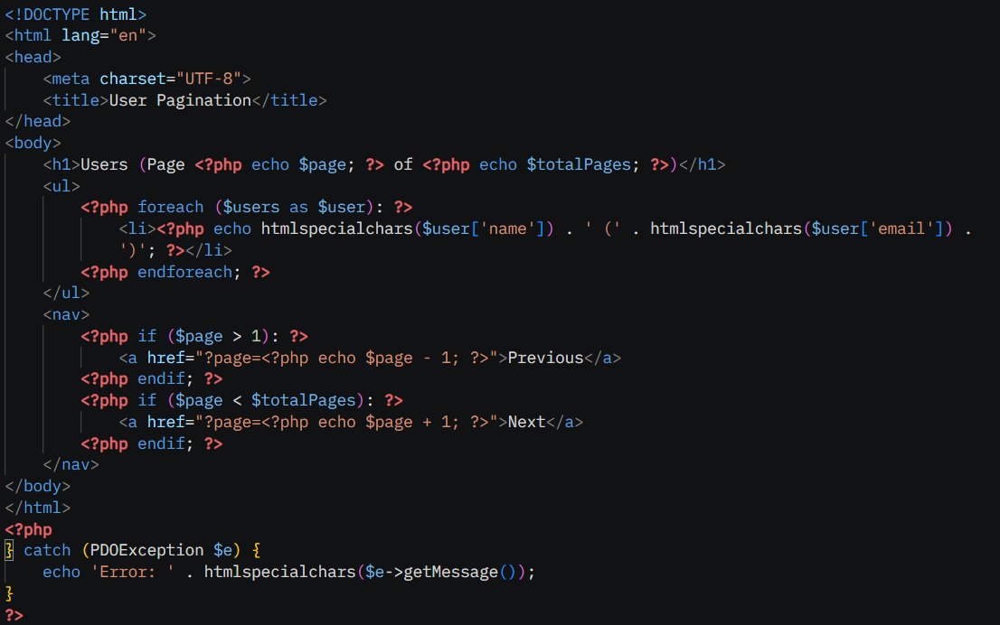 <!DOCTYPE html>
<html lang="en">
<head>
    <meta charset="UTF-8">
    <title>User Pagination</title>
</head>
<body>
    <h1>Users (Page <?php echo $page; ?> of <?php echo $totalPages; ?>)</h1>
    <ul>
        <?php foreach ($users as $user): ?>
            <li><?php echo htmlspecialchars($user['name']) . ' (' . htmlspecialchars($user['email']) .
            ')'; ?></li>
        <?php endforeach; ?>
    </ul>
    <nav>
        <?php if ($page > 1): ?>
            <a href="?page=<?php echo $page - 1; ?>">Previous</a>
        <?php endif; ?>
        <?php if ($page < $totalPages): ?>
            <a href="?page=<?php echo $page + 1; ?>">Next</a>
        <?php endif; ?>
    </nav>
</body>
</html>
<?php
} catch (PDOException $e) {
    echo 'Error: ' . htmlspecialchars($e->getMessage());
}
?>